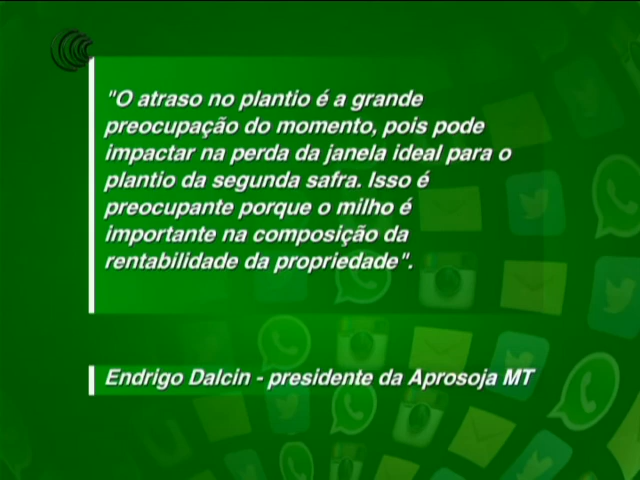 "O atraso no plantio é a grande
preocupação do momento, pois pode
impactar na perda da janela ideal para o
plantio da segunda safra. Isso é
preocupante porque o milho é
importante na composição da
rentabilidade da propriedade".
Endrigo Dalcin - presidente da Aprosoja MT